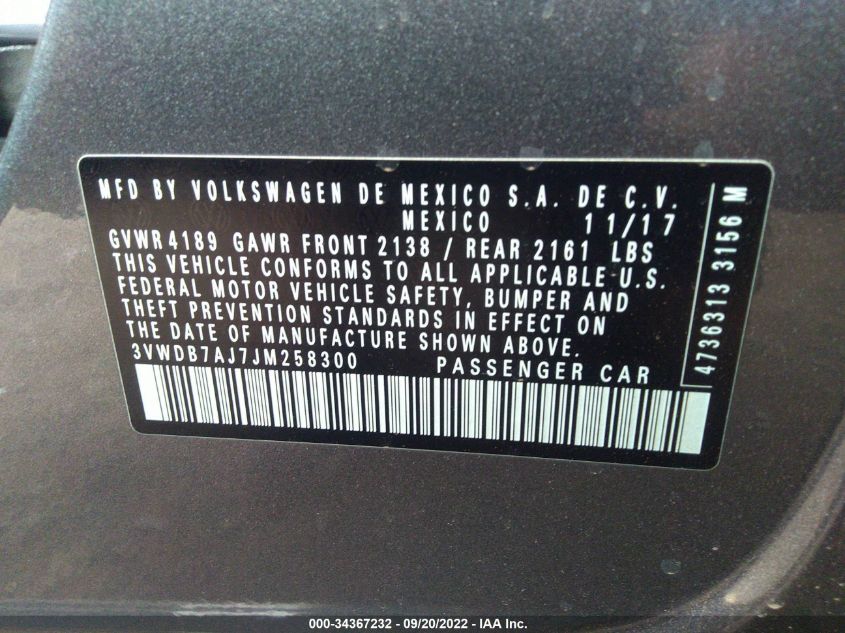 MFD BY VOLKSWAGEN DE MEXICO S.A. DE C.V.
MEXICO 11/17
GVWR 4189 GAWR FRONT 2138 / REAR 2161 LBS
THIS VEHICLE CONFORMS TO ALL APPLICABLE U.S.
FEDERAL MOTOR VEHICLE SAFETY, BUMPER AND
THEFT PREVENTION STANDARDS IN EFFECT ON
THE DATE OF MANUFACTURE SHOWN ABOVE.
3VWDB7AJ7JM258300 PASSENGER CAR
4736313 3156 M
000-34367232 - 09/20/2022 - IAA Inc.